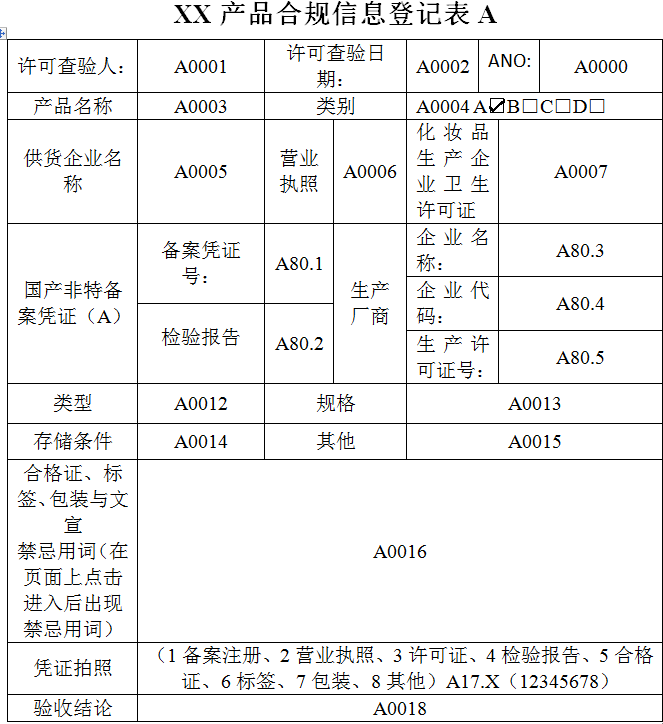 XX 产品合规信息登记表 A
许可查验人： A0001 许可查验日期： A0002 ANO: A0000
产品名称 A0003 类别 A0004 A☑B□C□D□
供货企业名称 A0005 营业执照 A0006 化妆品生产企业卫生许可证 A0007
国产非特备案凭证（A） 备案凭证号： A80.1 生产厂商 企业名称： A80.3
企业代码： A80.4
检验报告 A80.2
生产许可证号： A80.5
类型 A0012 规格 A0013
存储条件 A0014 其他 A0015
合格证、标签、包装与文宣
禁忌用词（在页面上点击进入后出现禁忌用词） A0016
凭证拍照 （1 备案注册、2 营业执照、3 许可证、4 检验报告、5 合格证、6 标签、7 包装、8 其他）A17.X（12345678）
验收结论 A0018